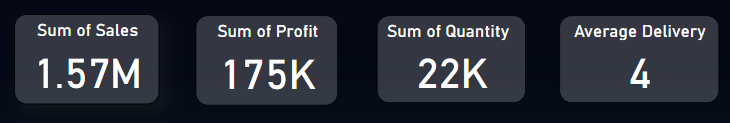 Sum of Sales
1.57M
Sum of Profit
175K
Sum of Quantity
22K
Average Delivery
4